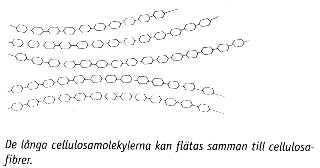 De långa cellulosamolekylerna kan flätas samman till cellulosa-
fibrer.